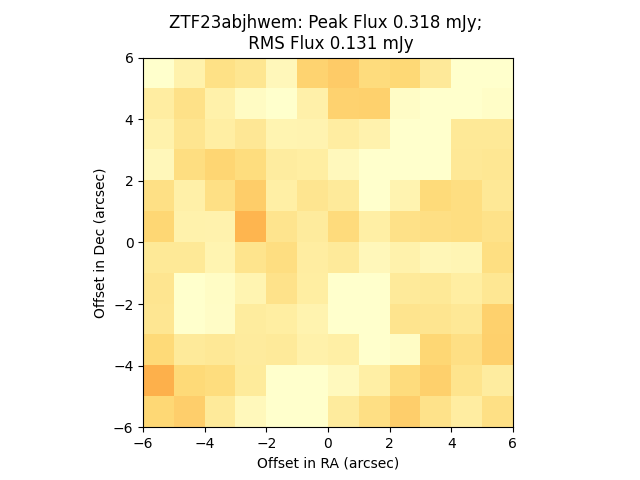 ZTF23abjhwem: Peak Flux 0.318 mJy;
RMS Flux 0.131 mJy
6
4
2
0
−2
−4
−6
Offset in Dec (arcsec)
−6 −4 −2 0 2 4 6
Offset in RA (arcsec)